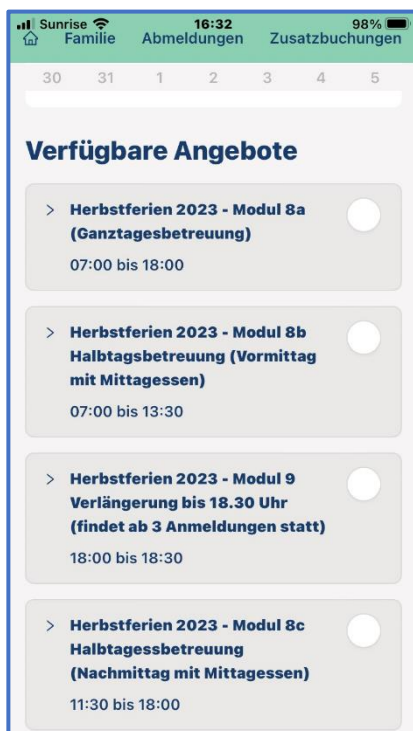 Sunrise 16:32 98%
Familie Abmeldungen Zusatzbuchungen
30 31 1 2 3 4 5
Verfügbare Angebote
> Herbstferien 2023 - Modul 8a
(Ganztagesbetreuung)
07:00 bis 18:00
> Herbstferien 2023 - Modul 8b
Halbtagsbetreuung (Vormittag
mit Mittagessen)
07:00 bis 13:30
> Herbstferien 2023 - Modul 9
Verlängerung bis 18.30 Uhr
(findet ab 3 Anmeldungen statt)
18:00 bis 18:30
> Herbstferien 2023 - Modul 8c
Halbtagessbetreuung
(Nachmittag mit Mittagessen)
11:30 bis 18:00